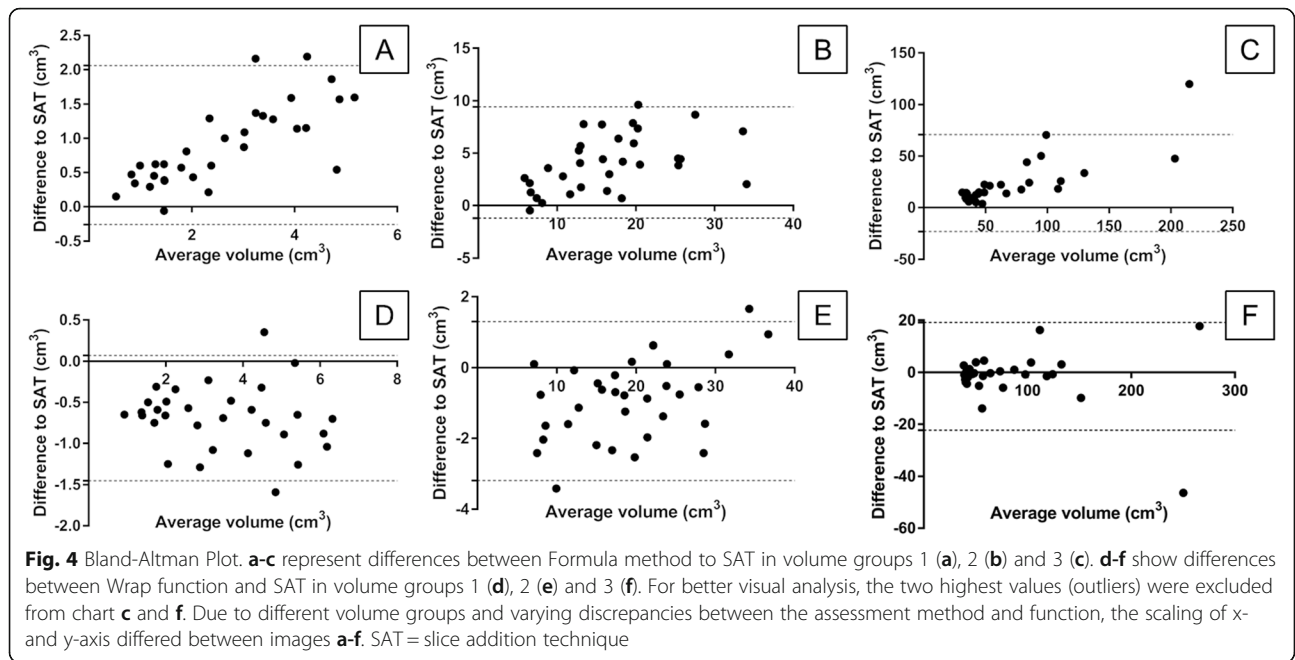 A
Difference to SAT (cm³)
2.5
2.0
1.5
1.0
0.5
0.0
-0.5
2 4 6
Average volume (cm³)
B
Difference to SAT (cm³)
15
10
5
0
-5
10 20 30 40
Average volume (cm³)
C
Difference to SAT (cm³)
150
100
50
0
-50
50 100 150 200 250
Average volume (cm³)
D
Difference to SAT (cm³)
0.5
0.0
-0.5
-1.0
-1.5
-2.0
2 4 6 8
Average volume (cm³)
E
Difference to SAT (cm³)
2
0
-2
-4
10 20 30 40
Average volume (cm³)
F
Difference to SAT (cm³)
20
0
-20
-40
-60
100 200 300
Average volume (cm³)
Fig. 4 Bland-Altman Plot. a-c represent differences between Formula method to SAT in volume groups 1 (a), 2 (b) and 3 (c). d-f show differences
between Wrap function and SAT in volume groups 1 (d), 2 (e) and 3 (f). For better visual analysis, the two highest values (outliers) were excluded
from chart c and f. Due to different volume groups and varying discrepancies between the assessment method and function, the scaling of x-
and y-axis differed between images a-f. SAT = slice addition technique